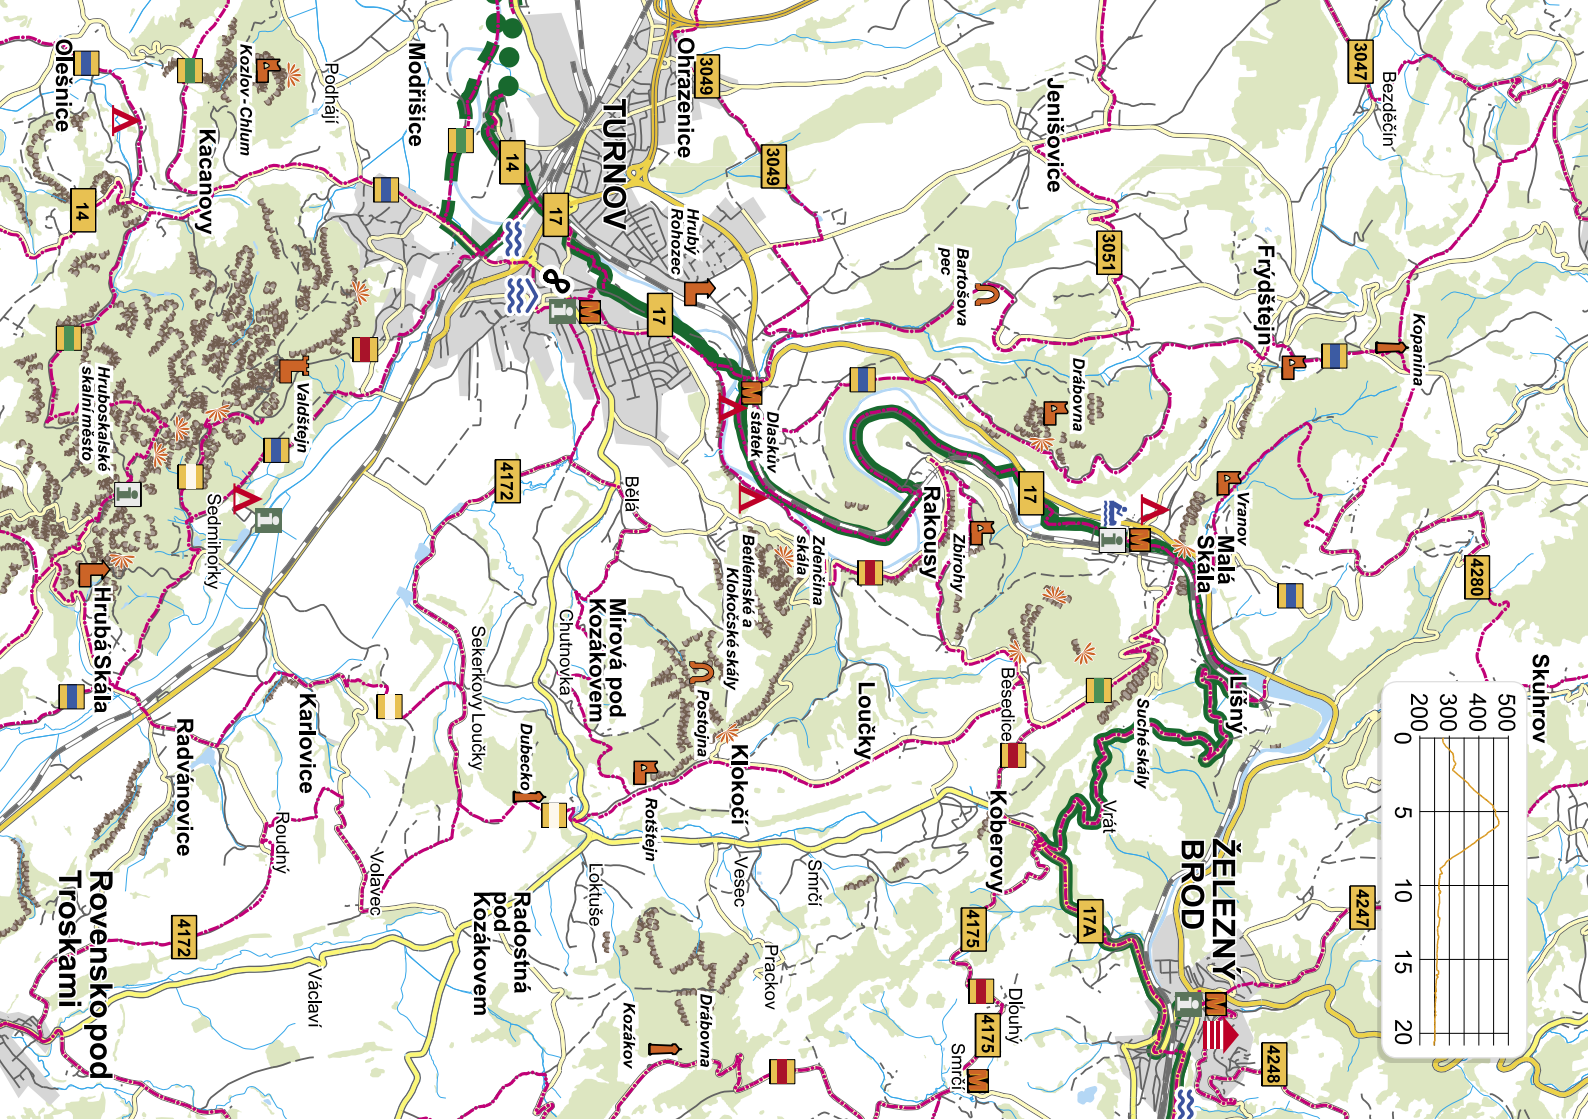 Olešnice
Kozlov - Chlum
Podháj
Modřišice
Kacanovy
14
14
17
TURNOV
Ohrazenice
3049
3049
Hrubý
Rohozec
17
Jenišovice
3047
Bezděčín
3051
Bartošova
pec
Frýdštejn
Kopanina
Drábovna
Valdštejn
Hruboskalské
skalní město
Sedmihorky
Hrubá Skála
4172
Bělá
Dlaskův
statek
Zdenčina
skála
Betlémské a
Klokočské skály
Rakousy
Zbirohy
17
Vranov
Malá
Skála
4280
Skuhrov
Líšný
Suché skály
Besedice
Loučky
Mírová pod
Kozákovem
Chutnovka
Sekerkovy Loučky
Postojna
Klokočí
Dubecko
Rotštejn
Karlovice
Radvánovice
Roudný
Volavec
4172
Rovensko pod
Troskami
Václaví
Radostná
pod
Kozákovem
Loktuše
Vesec
Smrčí
Prackov
Kozákov
Drábovna
Koberovy
Vrát
17A
ŽELEZNÝ
BROD
4247
4175
4175
Dlouhý
Smrčí
4248
500
400
300
200
0
5
10
15
20